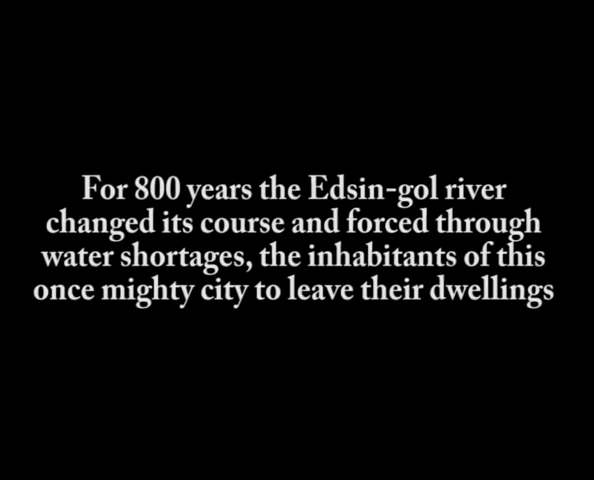 For 800 years the Edsin-gol river
changed its course and forced through
water shortages, the inhabitants of this
once mighty city to leave their dwellings